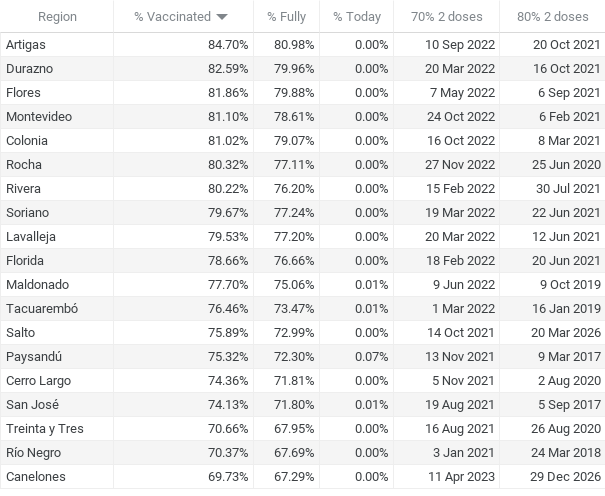 Region % Vaccinated % Fully % Today 70% 2 doses 80% 2 doses
Artigas 84.70% 80.98% 0.00% 10 Sep 2022 20 Oct 2021
Durazno 82.59% 79.96% 0.00% 20 Mar 2022 16 Oct 2021
Flores 81.86% 79.88% 0.00% 7 May 2022 6 Sep 2021
Montevideo 81.10% 78.61% 0.00% 24 Oct 2022 6 Feb 2021
Colonia 81.02% 79.07% 0.00% 16 Oct 2022 8 Mar 2021
Rocha 80.32% 77.11% 0.00% 27 Nov 2022 25 Jun 2020
Rivera 80.22% 76.20% 0.00% 15 Feb 2022 30 Jul 2021
Soriano 79.67% 77.24% 0.00% 19 Mar 2022 22 Jun 2021
Lavalleja 79.53% 77.20% 0.00% 20 Mar 2022 12 Jun 2021
Florida 78.66% 76.66% 0.00% 18 Feb 2022 20 Jun 2021
Maldonado 77.70% 75.06% 0.01% 9 Jun 2022 9 Oct 2019
Tacuarembó 76.46% 73.47% 0.01% 1 Mar 2022 16 Jan 2019
Salto 75.89% 72.99% 0.00% 14 Oct 2021 20 Mar 2026
Paysandú 75.32% 72.30% 0.07% 13 Nov 2021 9 Mar 2017
Cerro Largo 74.36% 71.81% 0.00% 5 Nov 2021 2 Aug 2020
San José 74.13% 71.80% 0.01% 19 Aug 2021 5 Sep 2017
Treinta y Tres 70.66% 67.95% 0.00% 16 Aug 2021 26 Aug 2020
Río Negro 70.37% 67.69% 0.00% 3 Jan 2021 24 Mar 2018
Canelones 69.73% 67.29% 0.00% 11 Apr 2023 29 Dec 2026